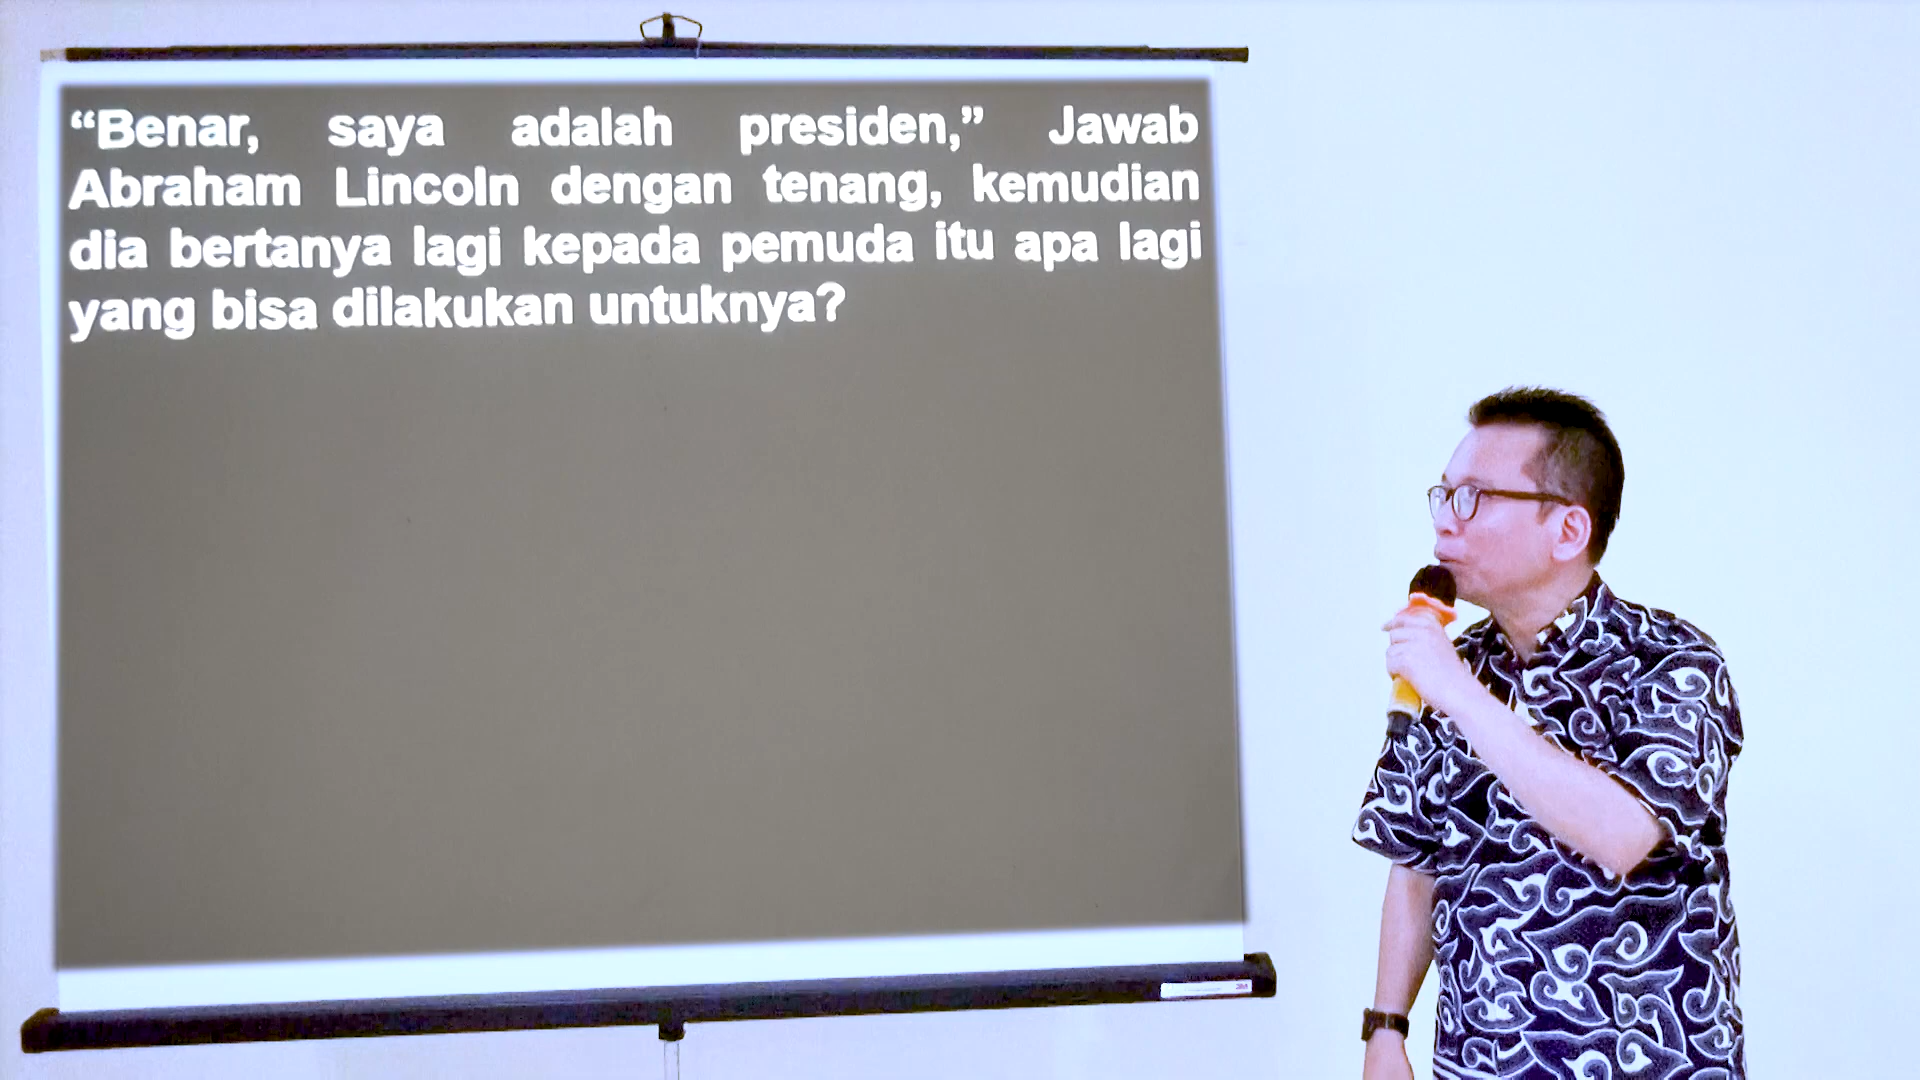 “Benar, saya adalah presiden,” Jawab
Abraham Lincoln dengan tenang, kemudian
dia bertanya lagi kepada pemuda itu apa lagi
yang bisa dilakukan untuknya?
3M